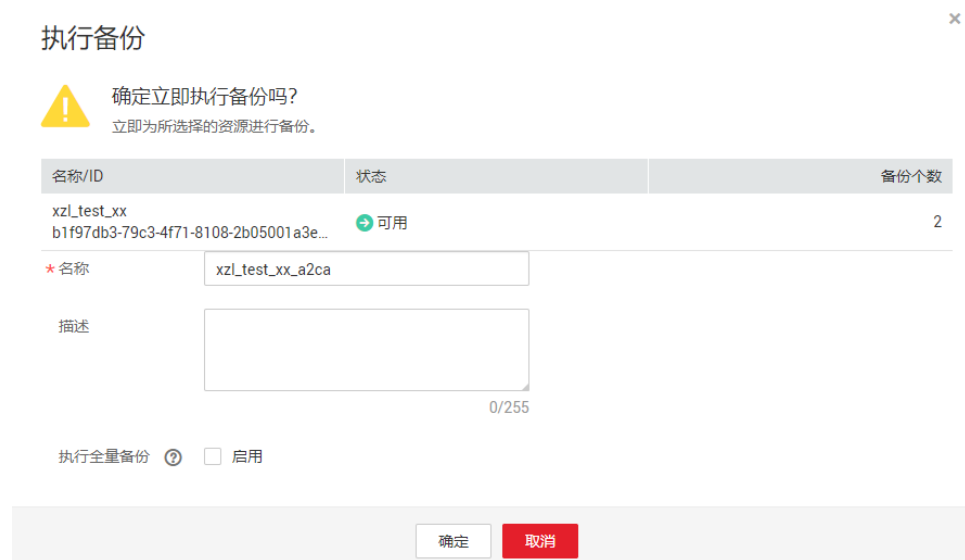 执行备份
确定立即执行备份吗?
立即为所选择的资源进行备份。
名称/ID 状态 备份个数
xzl_test_xx
b1f97db3-79c3-4f71-8108-2b05001a3e... 可用 2
* 名称 xzl_test_xx_a2ca
描述
0/255
执行全量备份 ? 启用
确定 取消